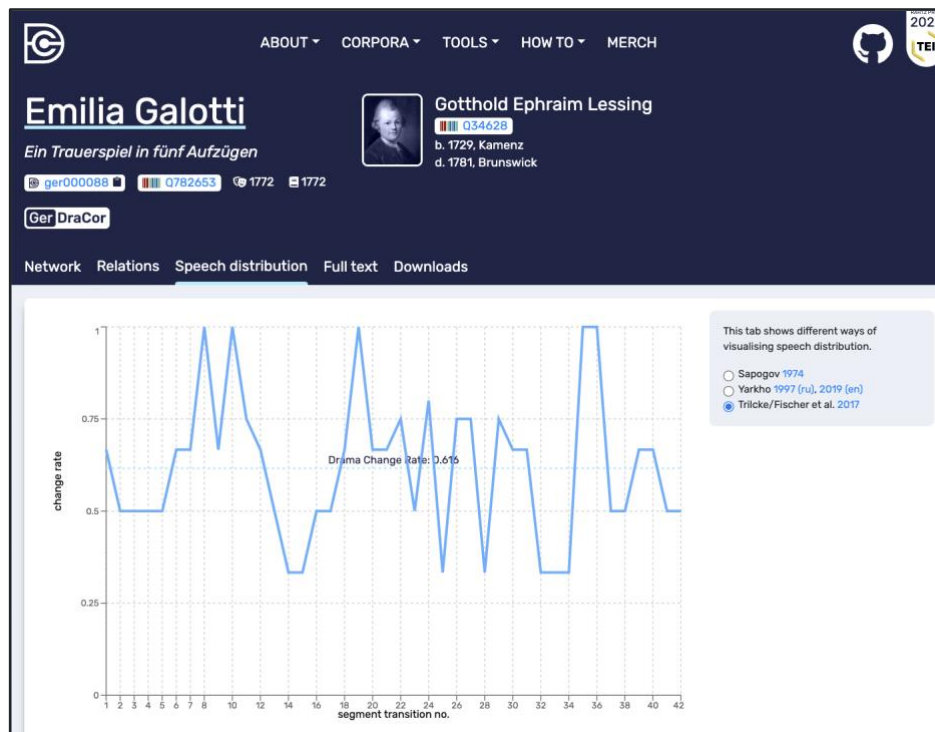 ABOUT CORPORA TOOLS HOW TO MERCH
202
TEI
Emilia Galotti
Ein Trauerspiel in fünf Aufzügen
ger000088 Q782653 1772 1772
Ger DraCor
Gotthold Ephraim Lessing
Q34628
b. 1729, Kamenz
d. 1781, Brunswick
Network Relations Speech distribution Full text Downloads
1
0.75
0.5
0.25
0
change rate
Drama Change Rate: 0.616
1 2 3 4 5 6 7 8 10 12 14 16 18 20 22 24 26 28 30 32 34 36 38 40 42
segment transition no.
This tab shows different ways of
visualising speech distribution.
Sapogov 1974
Yarkho 1997 (ru), 2019 (en)
Trilcke/Fischer et al. 2017